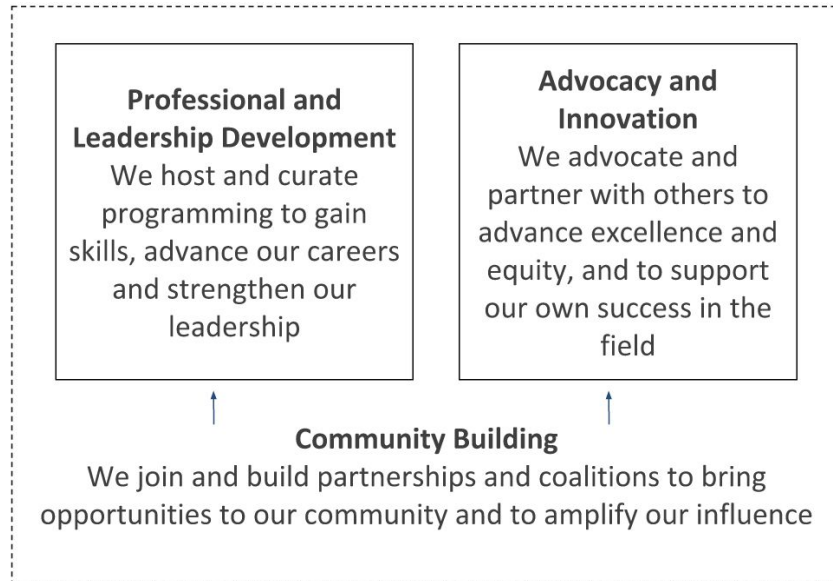 Professional and
Leadership Development
We host and curate
programming to gain
skills, advance our careers
and strengthen our
leadership
Advocacy and
Innovation
We advocate and
partner with others to
advance excellence and
equity, and to support
our own success in the
field
Community Building
We join and build partnerships and coalitions to bring
opportunities to our community and to amplify our influence